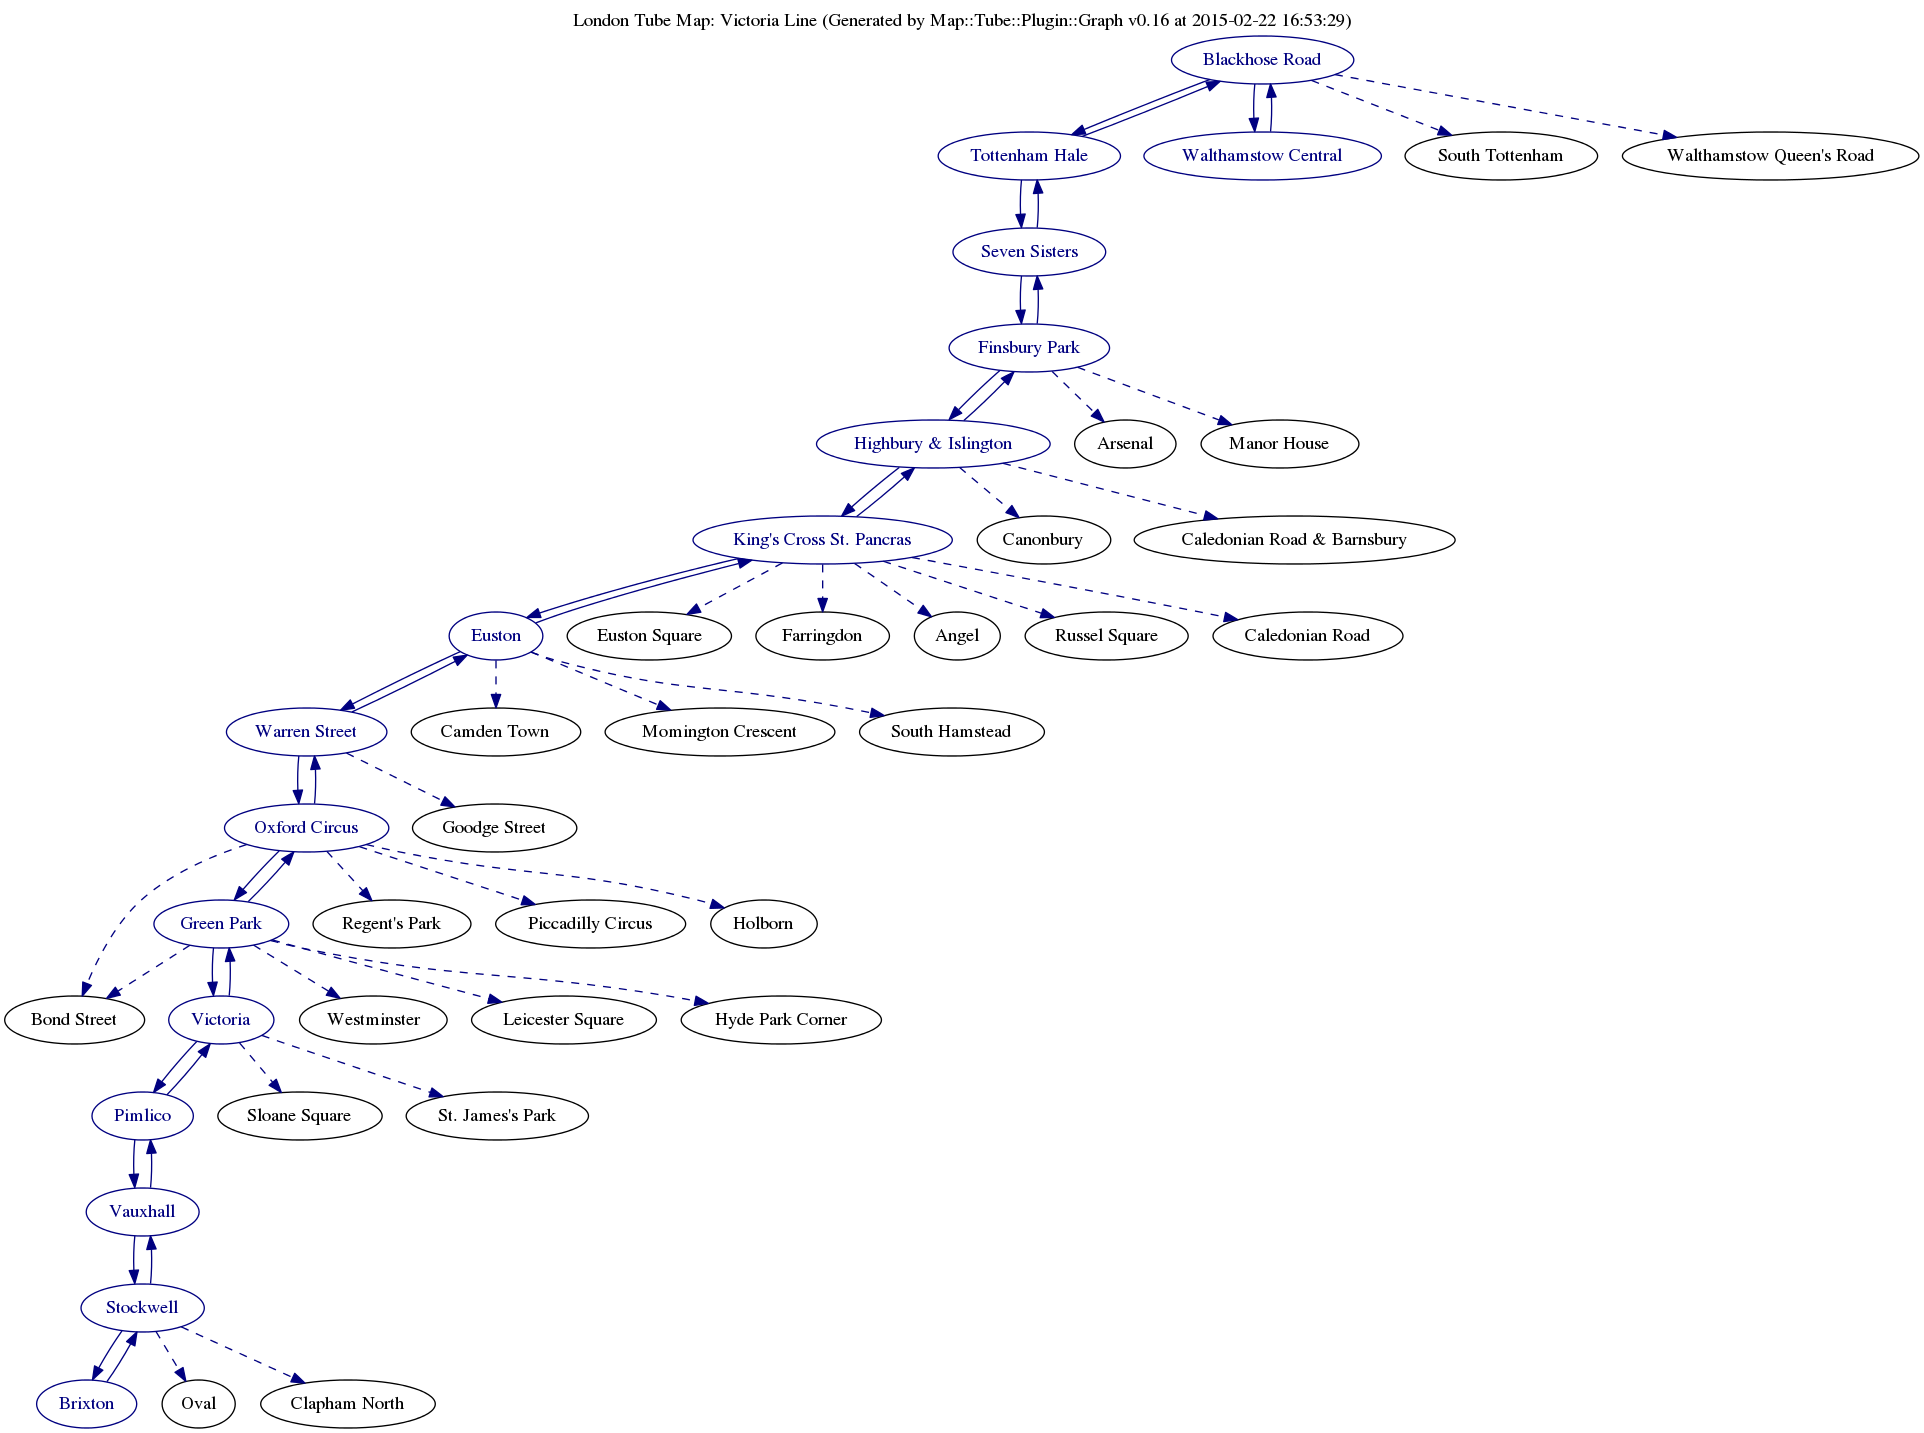 London Tube Map: Victoria Line (Generated by Map::Tube::Plugin::Graph v0.16 at 2015-02-22 16:53:29)
Blackhose Road
Tottenham Hale
Walthamstow Central
South Tottenham
Walthamstow Queen's Road
Seven Sisters
Finsbury Park
Highbury & Islington
Arsenal
Manor House
King's Cross St. Pancras
Canonbury
Caledonian Road & Barnsbury
Euston
Euston Square
Farringdon
Angel
Russel Square
Caledonian Road
Warren Street
Camden Town
Mornington Crescent
South Hamstead
Oxford Circus
Goodge Street
Green Park
Regent's Park
Piccadilly Circus
Holborn
Bond Street
Victoria
Westminster
Leicester Square
Hyde Park Corner
Pimlico
Sloane Square
St. James's Park
Vauxhall
Stockwell
Brixton
Oval
Clapham North